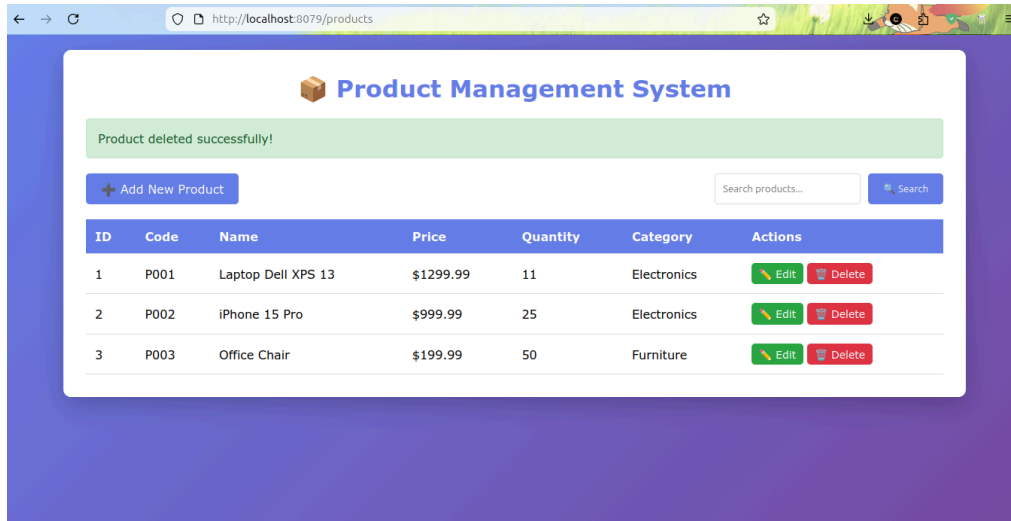 http://localhost:8079/products
📦 Product Management System
Product deleted successfully!
➕ Add New Product
Search products...
🔍 Search
ID Code Name Price Quantity Category Actions
1 P001 Laptop Dell XPS 13 $1299.99 11 Electronics ✏️ Edit 🗑️ Delete
2 P002 iPhone 15 Pro $999.99 25 Electronics ✏️ Edit 🗑️ Delete
3 P003 Office Chair $199.99 50 Furniture ✏️ Edit 🗑️ Delete